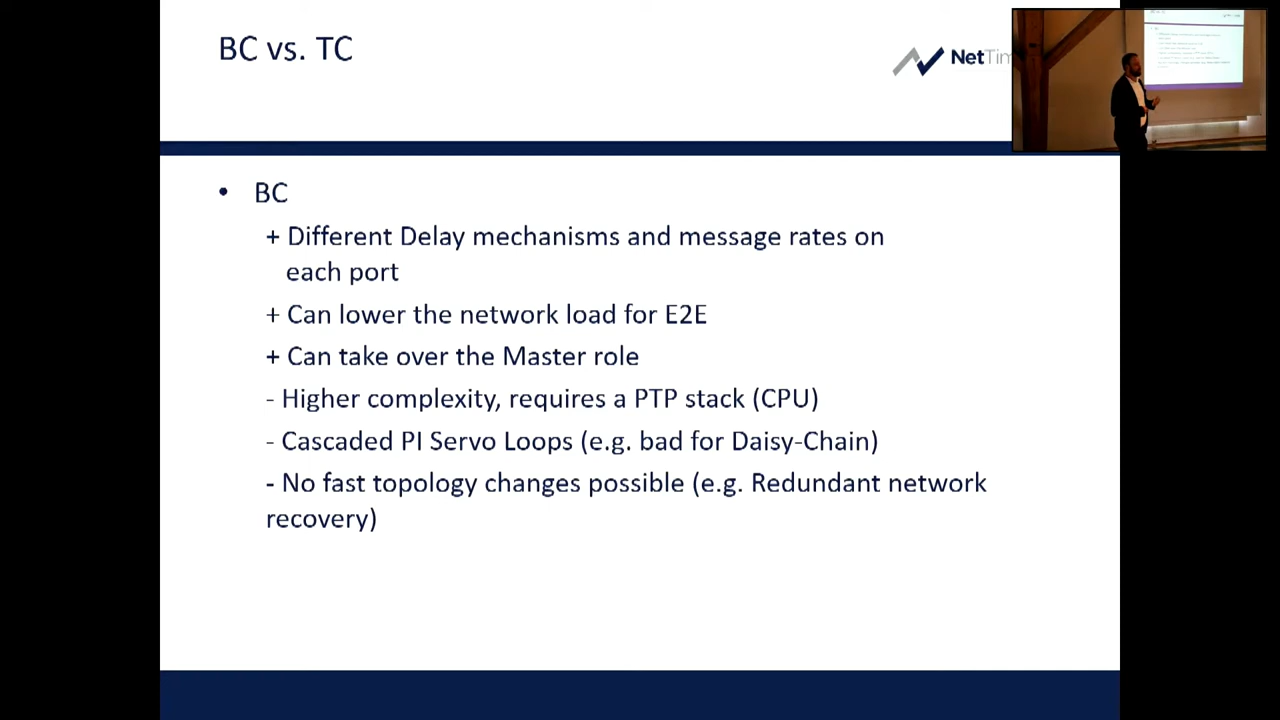 BC vs. TC
NetTim
• BC
+ Different Delay mechanisms and message rates on
each port
+ Can lower the network load for E2E
+ Can take over the Master role
- Higher complexity, requires a PTP stack (CPU)
- Cascaded PI Servo Loops (e.g. bad for Daisy-Chain)
- No fast topology changes possible (e.g. Redundant network
recovery)